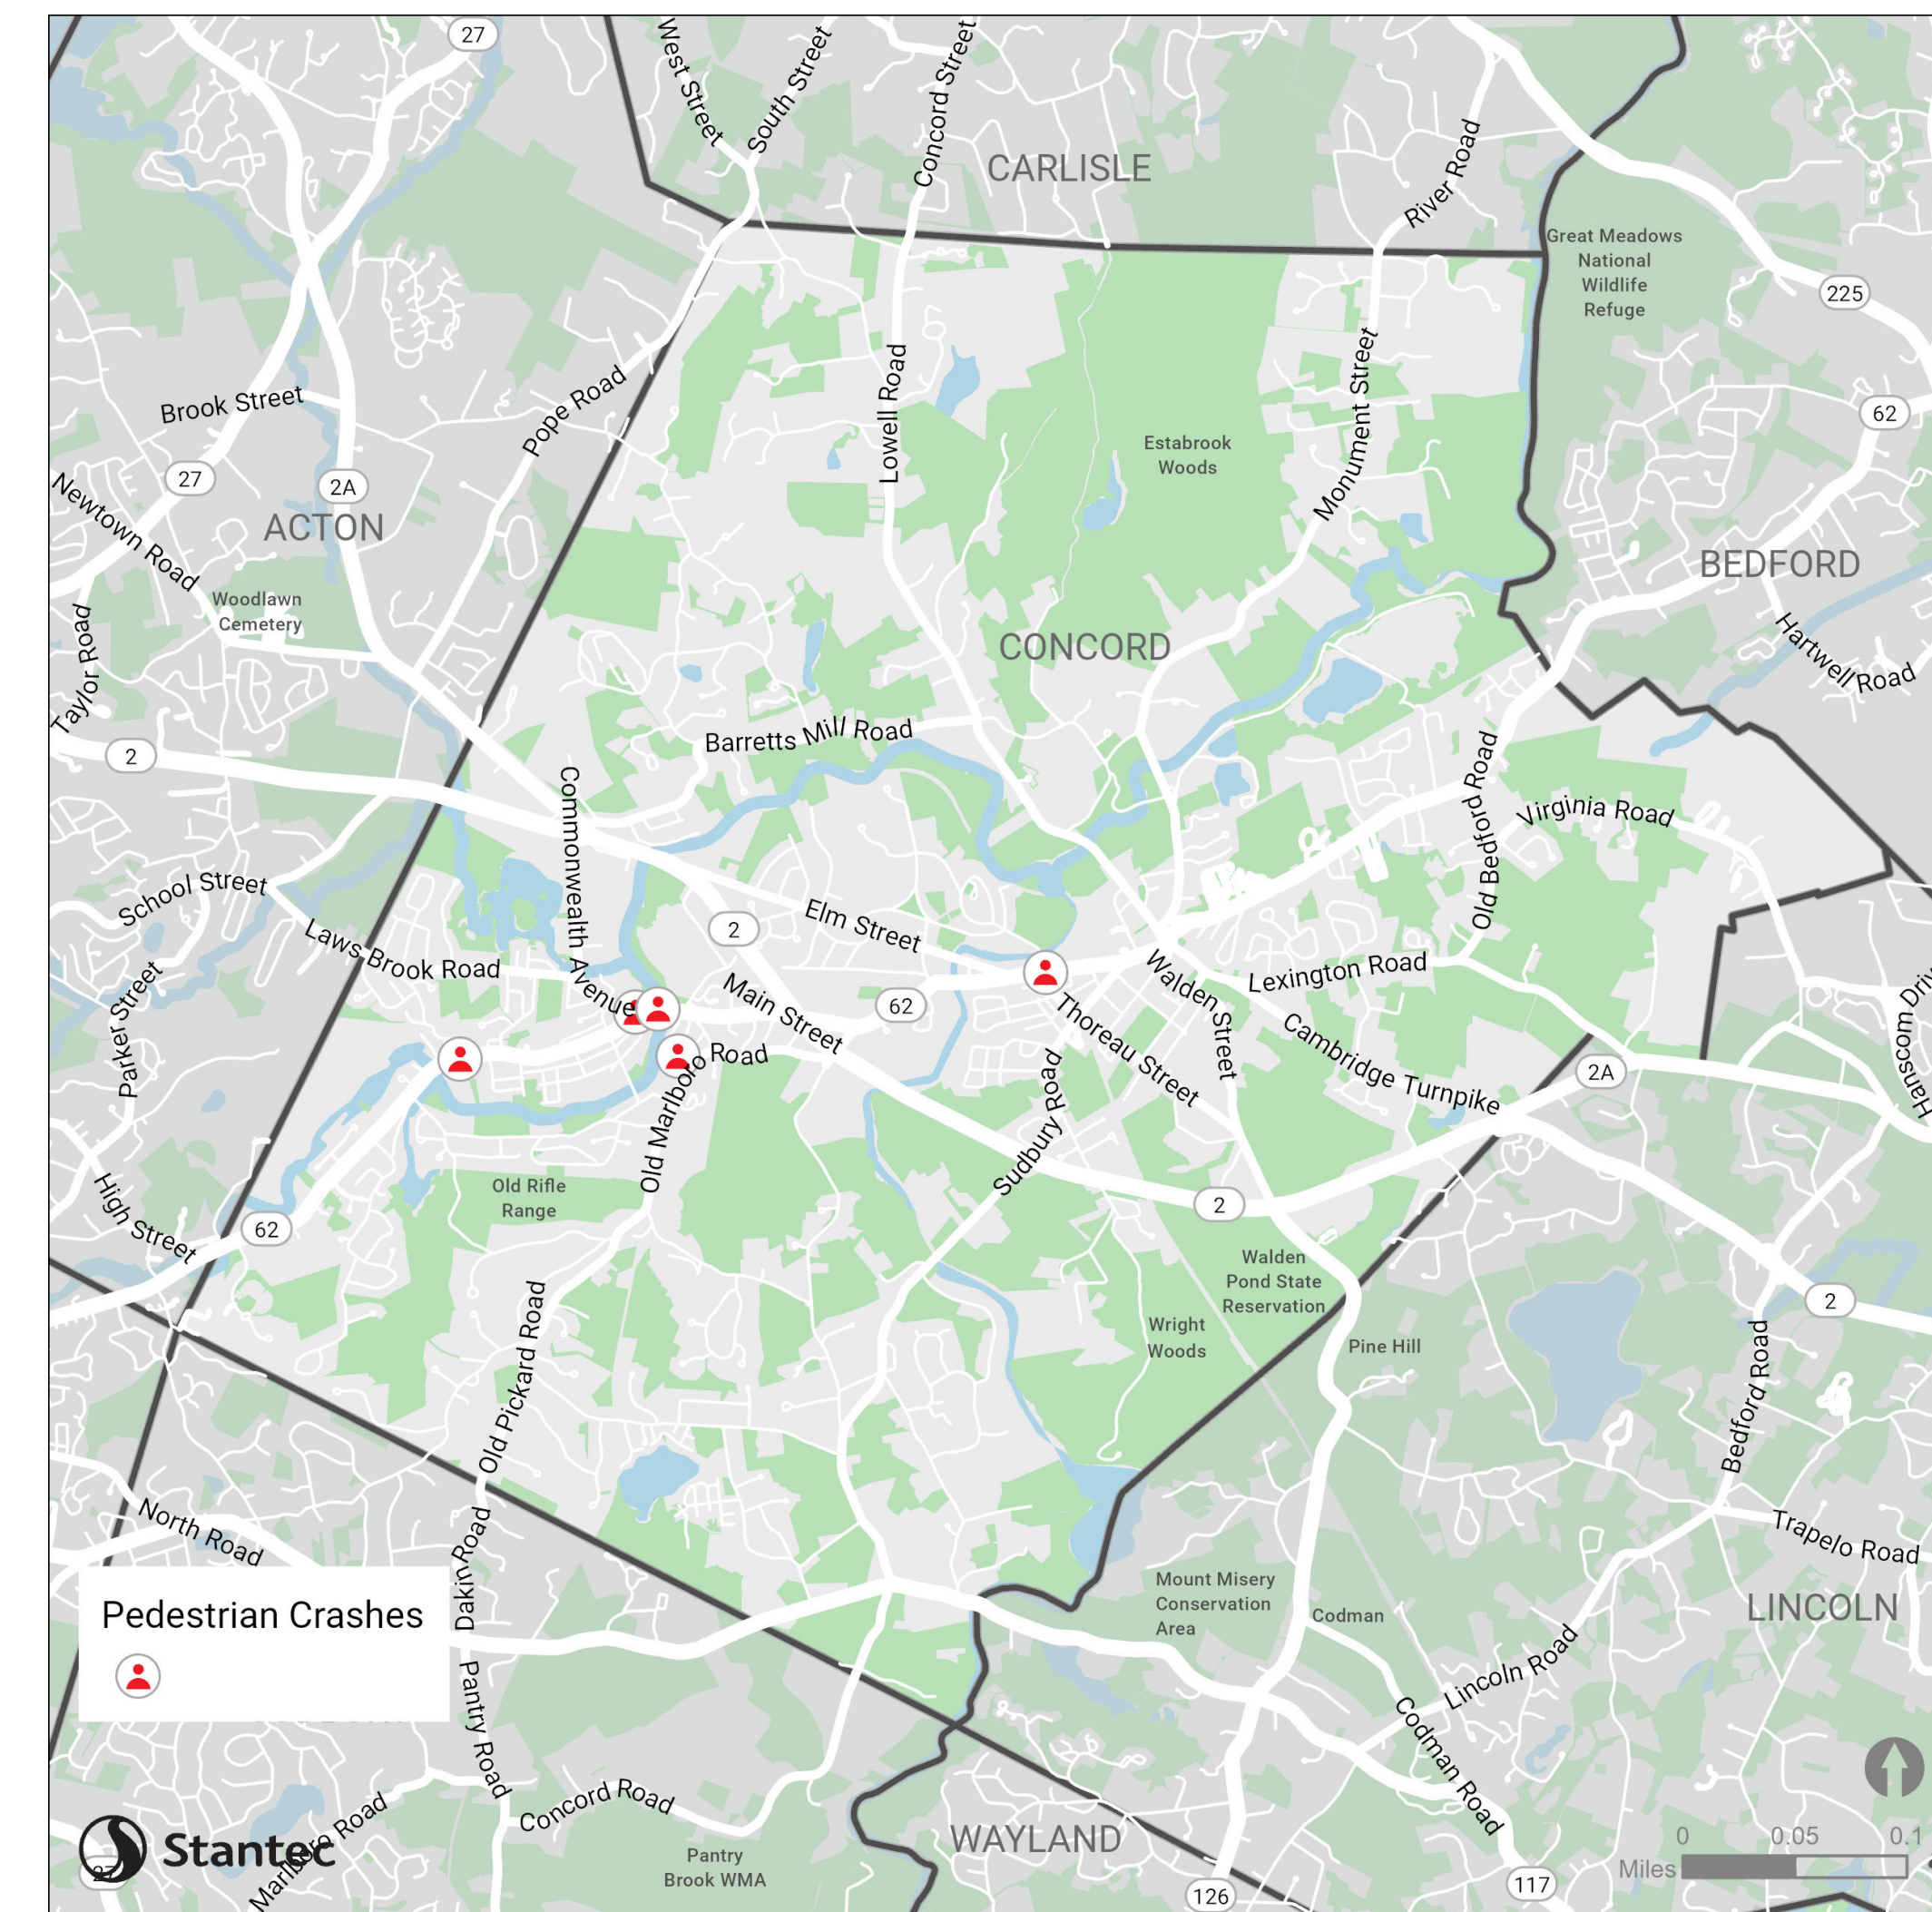 27
West Street
South Street
Concord Street
CARLISLE
River Road
Great Meadows
National
Wildlife
Refuge
225
62
Brook Street
Pope Road
Lowell Road
Monument Street
Estabrook
Woods
27
2A
ACTON
Newtown Road
Woodlawn
Cemetery
Taylor Road
CONCORD
BEDFORD
Hartwell Road
2
Barretts Mill Road
Commonwealth Avenue
Old Bedford Road
Virginia Road
School Street
Laws Brook Road
Elm Street
2
Main Street
62
Walden Street
Lexington Road
Parker Street
Thoreau Street
Cambridge Turnpike
2A
Hanscom Driv
Old Marlboro Road
Sudbury Road
High Street
62
Old Rifle
Range
2
Walden
Pond State
Reservation
Wright
Woods
Pine Hill
2
Old Pickard Road
Bedford Road
North Road
Dakin Road
Trapelo Road
Mount Misery
Conservation
Area
Codman
LINCOLN
Pedestrian Crashes
Lincoln Road
Pantry Road
Codman Road
Concord Road
Marlboro Road
Stantec
27
Pantry
Brook WMA
WAYLAND
126
117
0 0.05 0.1
Miles